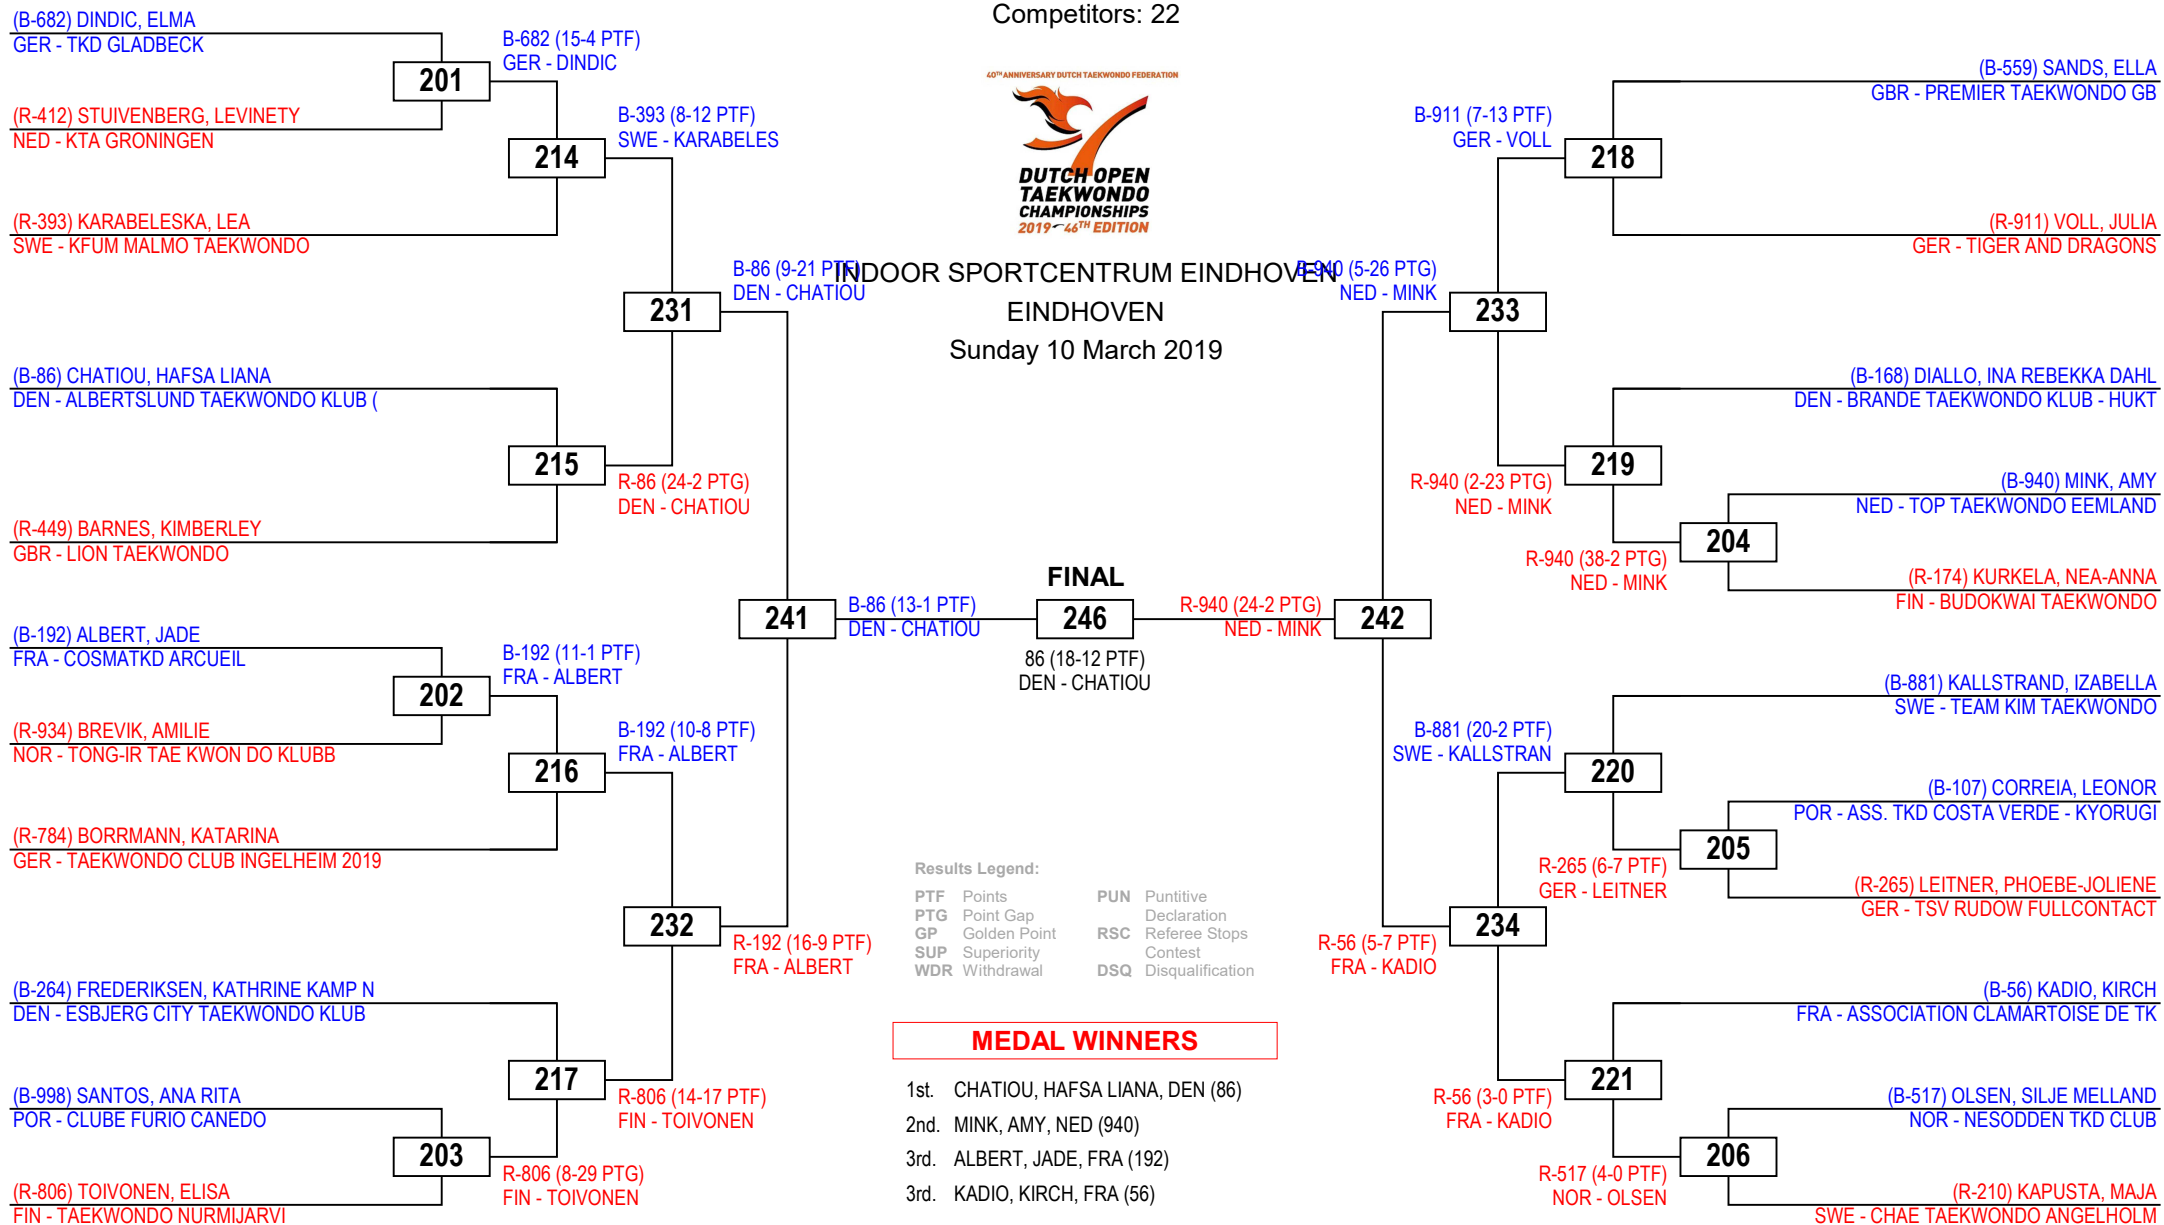 Competitors: 22
40TH ANNIVERSARY DUTCH TAEKWONDO FEDERATION
DUTCH OPEN
TAEKWONDO
CHAMPIONSHIPS
2019 46TH EDITION
INDOOR SPORTCENTRUM EINDHOVEN
EINDHOVEN
Sunday 10 March 2019
(B-682) DINDIC, ELMA
GER - TKD GLADBECK
201
(R-412) STUIVENBERG, LEVINETY
NED - KTA GRONINGEN
B-682 (15-4 PTF)
GER - DINDIC
214
(R-393) KARABELESKA, LEA
SWE - KFUM MALMO TAEKWONDO
B-393 (8-12 PTF)
SWE - KARABELES
231
(B-86) CHATIOU, HAFSA LIANA
DEN - ALBERTSLUND TAEKWONDO KLUB (
215
(R-449) BARNES, KIMBERLEY
GBR - LION TAEKWONDO
R-86 (24-2 PTG)
DEN - CHATIOU
B-86 (9-21 PTF)
DEN - CHATIOU
241
(B-192) ALBERT, JADE
FRA - COSMATKD ARCUEIL
202
(R-934) BREVIK, AMILIE
NOR - TONG-IR TAE KWON DO KLUBB
B-192 (11-1 PTF)
FRA - ALBERT
216
(R-784) BORRMANN, KATARINA
GER - TAEKWONDO CLUB INGELHEIM 2019
B-192 (10-8 PTF)
FRA - ALBERT
232
(B-264) FREDERIKSEN, KATHRINE KAMP N
DEN - ESBJERG CITY TAEKWONDO KLUB
217
(B-998) SANTOS, ANA RITA
POR - CLUBE FURIO CANEDO
203
(R-806) TOIVONEN, ELISA
FIN - TAEKWONDO NURMIJARVI
R-806 (8-29 PTG)
FIN - TOIVONEN
R-806 (14-17 PTF)
FIN - TOIVONEN
R-192 (16-9 PTF)
FRA - ALBERT
B-86 (13-1 PTF)
DEN - CHATIOU
FINAL
246
86 (18-12 PTF)
DEN - CHATIOU
R-940 (24-2 PTG)
NED - MINK
242
B-940 (5-26 PTG)
NED - MINK
233
B-911 (7-13 PTF)
GER - VOLL
218
(B-559) SANDS, ELLA
GBR - PREMIER TAEKWONDO GB
(R-911) VOLL, JULIA
GER - TIGER AND DRAGONS
(B-168) DIALLO, INA REBEKKA DAHL
DEN - BRANDE TAEKWONDO KLUB - HUKT
219
R-940 (2-23 PTG)
NED - MINK
(B-940) MINK, AMY
NED - TOP TAEKWONDO EEMLAND
204
R-940 (38-2 PTG)
NED - MINK
(R-174) KURKELA, NEA-ANNA
FIN - BUDOKWAI TAEKWONDO
(B-881) KALLSTRAND, IZABELLA
SWE - TEAM KIM TAEKWONDO
B-881 (20-2 PTF)
SWE - KALLSTRAN
220
(B-107) CORREIA, LEONOR
POR - ASS. TKD COSTA VERDE - KYORUGI
205
R-265 (6-7 PTF)
GER - LEITNER
(R-265) LEITNER, PHOEBE-JOLIENE
GER - TSV RUDOW FULLCONTACT
234
R-56 (5-7 PTF)
FRA - KADIO
(B-56) KADIO, KIRCH
FRA - ASSOCIATION CLAMARTOISE DE TK
221
R-56 (3-0 PTF)
FRA - KADIO
(B-517) OLSEN, SILJE MELLAND
NOR - NESODDEN TKD CLUB
206
R-517 (4-0 PTF)
NOR - OLSEN
(R-210) KAPUSTA, MAJA
SWE - CHAE TAEKWONDO ANGELHOLM
Results Legend:
PTF Points
PTG Point Gap
GP Golden Point
SUP Superiority
WDR Withdrawal
PUN Puntitive
Declaration
RSC Referee Stops
Contest
DSQ Disqualification
MEDAL WINNERS
1st. CHATIOU, HAFSA LIANA, DEN (86)
2nd. MINK, AMY, NED (940)
3rd. ALBERT, JADE, FRA (192)
3rd. KADIO, KIRCH, FRA (56)